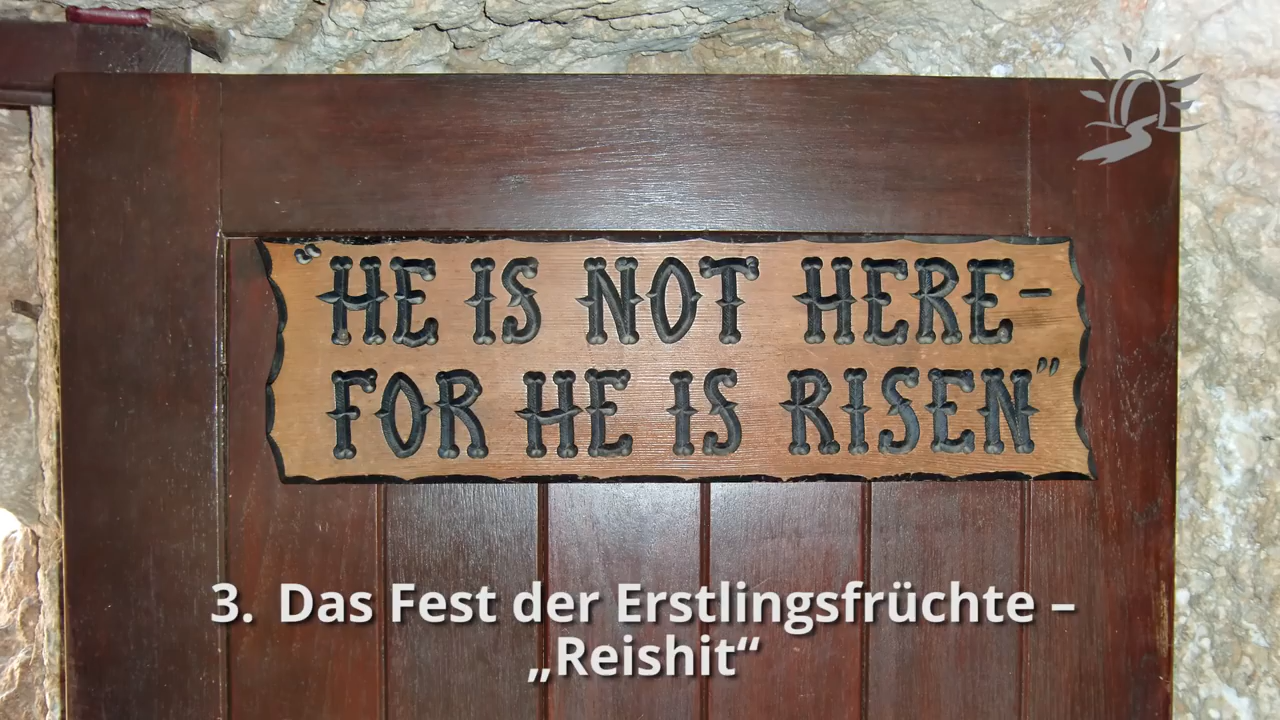 "HE IS NOT HERE-
FOR HE IS RISEN"
3. Das Fest der Erstlingsfrüchte –
„Reishit“